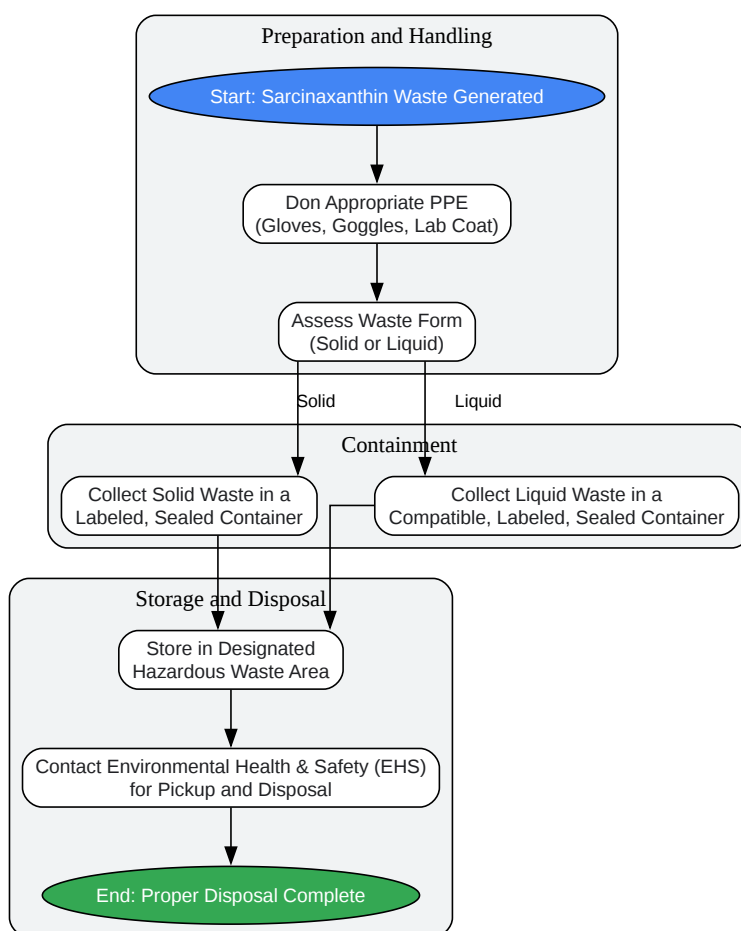 Preparation and Handling
Start: Sarcinaxanthin Waste Generated
Don Appropriate PPE
(Gloves, Goggles, Lab Coat)
Assess Waste Form
(Solid or Liquid)
Solid
Liquid
Containment
Collect Solid Waste in a
Labeled, Sealed Container
Collect Liquid Waste in a
Compatible, Labeled, Sealed Container
Storage and Disposal
Store in Designated
Hazardous Waste Area
Contact Environmental Health & Safety (EHS)
for Pickup and Disposal
End: Proper Disposal Complete